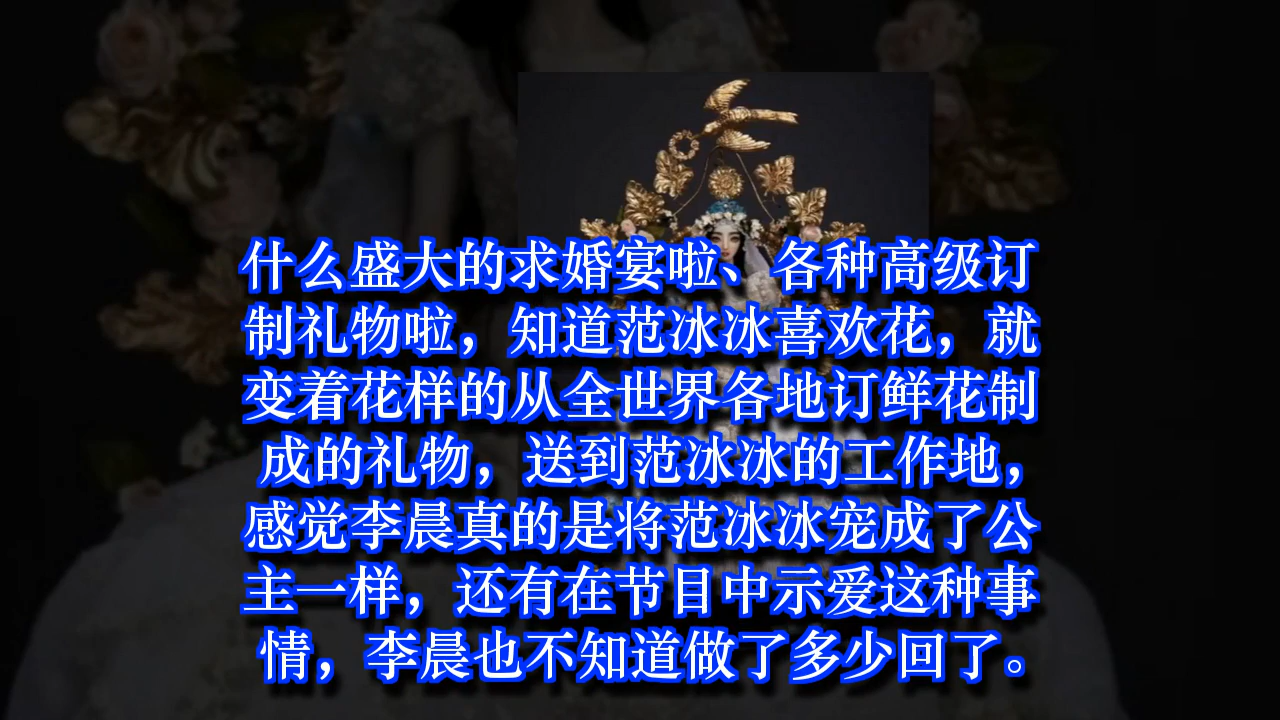 什么盛大的求婚宴啦、各种高级订
制礼物啦，知道范冰冰喜欢花，就
变着花样的从全世界各地订鲜花制
成的礼物，送到范冰冰的工作地，
感觉李晨真的是将范冰冰宠成了公
主一样，还有在节目中示爱这种事
情，李晨也不知道做了多少回了。